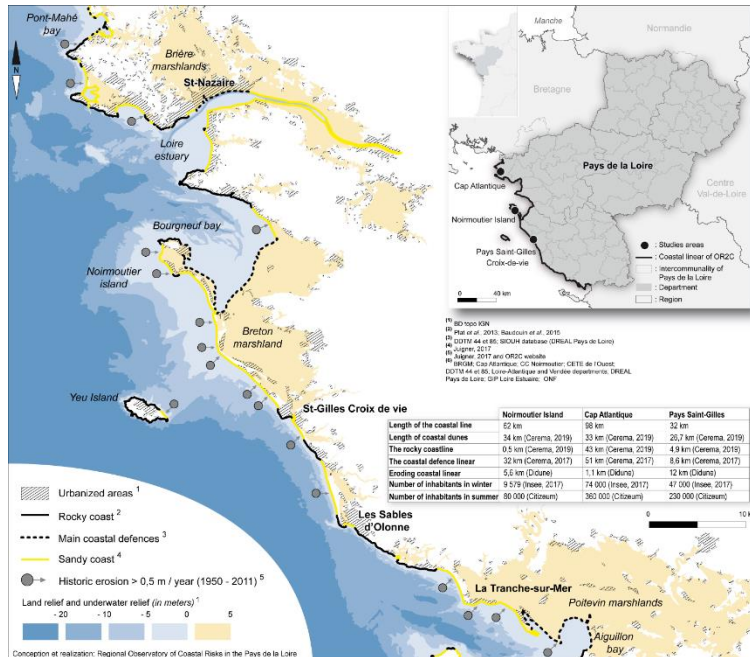 Pont-Mahé
bay
Brière
marshlands
St-Nazaire
Loire
estuary
Bourgneuf bay
Noirmoutier
island
Breton
marshland
Yeu Island
St-Gilles Croix de vie
Les Sables
d'Olonne
La Tranche-sur-Mer
Poitevin marshlands
Aiguillon
bay
N
Manche
Normandie
Bretagne
Pays de la Loire
Centre
Val-de-Loire
Cap Atlantique
Noirmoutier Island
Pays Saint-Gilles
Croix-de-vie
: Studies areas
: Coastal linear of OR2C
: Intercommunality of
Pays de la Loire
: Department
: Region
0 40 km
(1) BD topo IGN
(2) Plat et al. 2013, Baudouin et al., 2015
(3) DDTM 44 et 85; SIOUH database (DREAL Pays de Loire)
(4) Juigner, 2017
(5) Juigner, 2017 and OR2C website
(6) BRGM; Cap Atlantique; CC Noirmoutier; CETE de l'Ouest;
DDTM 44 et 85; Loire-Atlantique and Vendée departments; DREAL
Pays de Loire; GIP Loire Estuaire; ONF
Noirmoutier Island Cap Atlantique Pays Saint-Gilles
Length of the coastal line 62 km 98 km 32 km
Length of coastal dunes 34 km (Cerema, 2019) 33 km (Cerema, 2019) 26,7 km (Cerema, 2019)
The rocky coastline 0,5 km (Cerema, 2019) 43 km (Cerema, 2019) 4,9 km (Cerema, 2019)
The coastal defence linear 32 km (Cerema, 2017) 51 km (Cerema, 2017) 8,6 km (Cerema, 2017)
Eroding coastal linear 5,6 km (Didune) 1,1 km (Didune) 12 km (Didune)
Number of inhabitants in winter 9 579 (Insee, 2017) 74 000 (Insee, 2017) 47 000 (Insee, 2017)
Number of inhabitants in summer 80 000 (Citizeum) 360 000 (Citizeum) 230 000 (Citizeum)
0 10
Urbanized areas 1
Rocky coast 2
Main coastal defences 3
Sandy coast 4
Historic erosion > 0,5 m / year (1950 - 2011) 5
Land relief and underwater relief (in meters)
- 20 - 10 - 5 0 5
Conception et realization: Regional Observatory of Coastal Risks in the Pays de la Loire